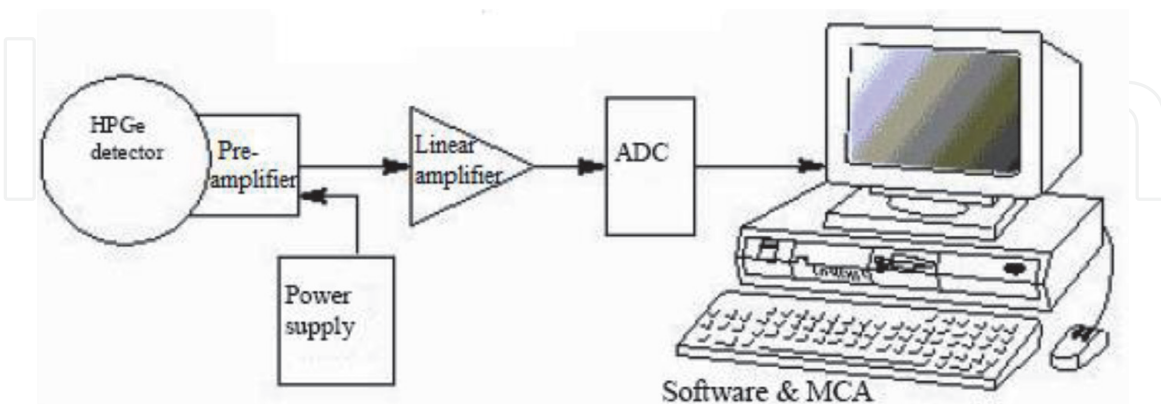 HPGe
detector
Pre-
amplifier
Linear
amplifier
ADC
Power
supply
Software & MCA